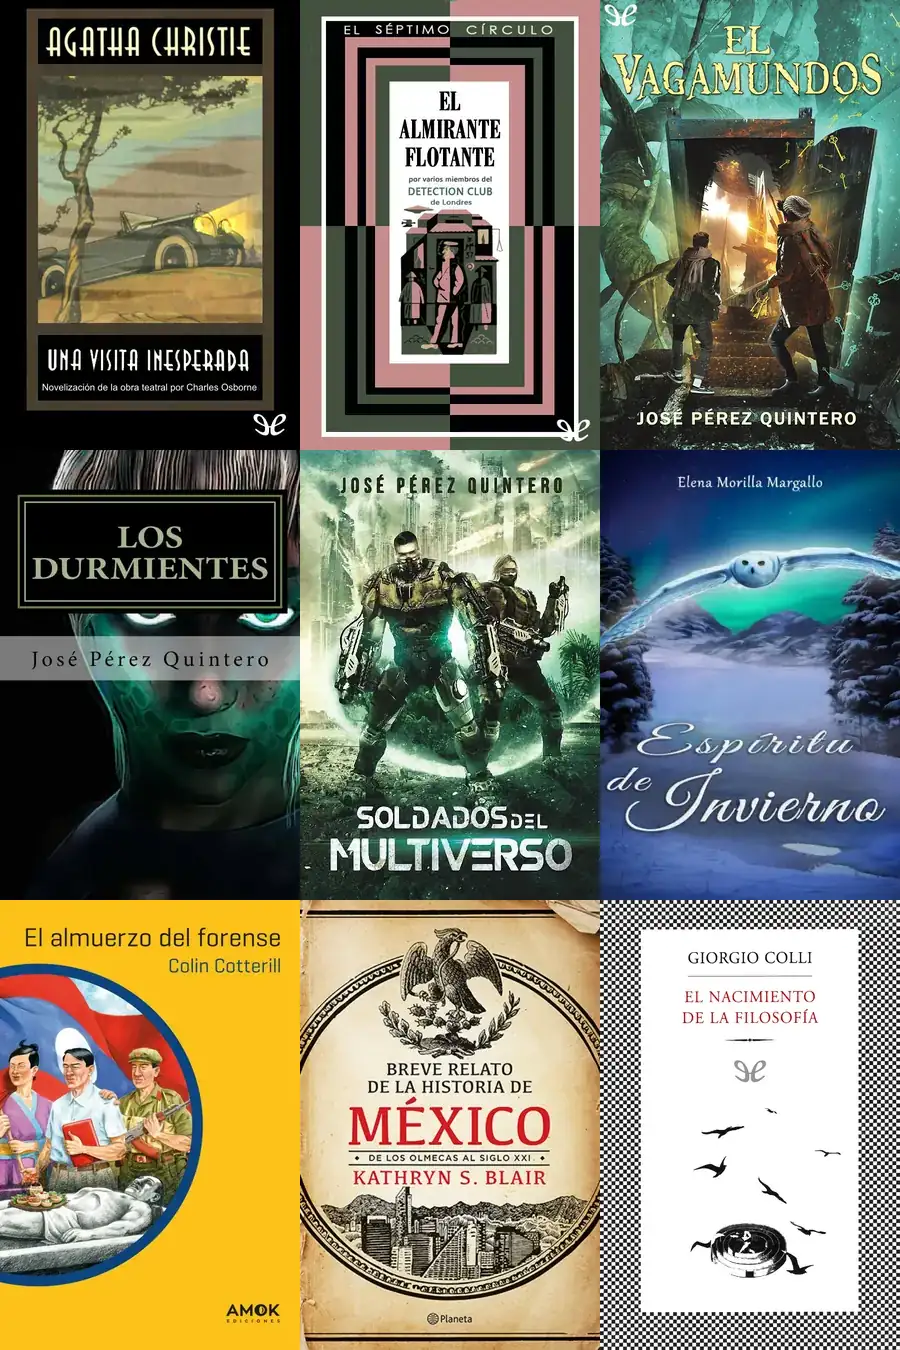 AGATHA CHRISTIE
UNA VISITA INESPERADA
Novelización de la obra teatral por Charles Osborne
EL SÉPTIMO CÍRCULO
EL
ALMIRANTE
FLOTANTE
por varios miembros del
DETECTION CLUB
de Londres
EL
VAGAMUNDOS
JOSÉ PÉREZ QUINTERO
LOS
DURMIENTES
José Pérez Quintero
JOSÉ PÉREZ QUINTERO
SOLDADOS DEL
MULTIVERSO
Elena Morilla Margallo
Espíritu
de
Invierno
El almuerzo del forense
Colin Cotterill
AMOK
EDICIONES
BREVE RELATO
DE LA HISTORIA DE
MÉXICO
DE LOS OLMECAS AL SIGLO XXI
KATHRYN S. BLAIR
Planeta
GIORGIO COLLI
EL NACIMIENTO
DE LA FILOSOFÍA